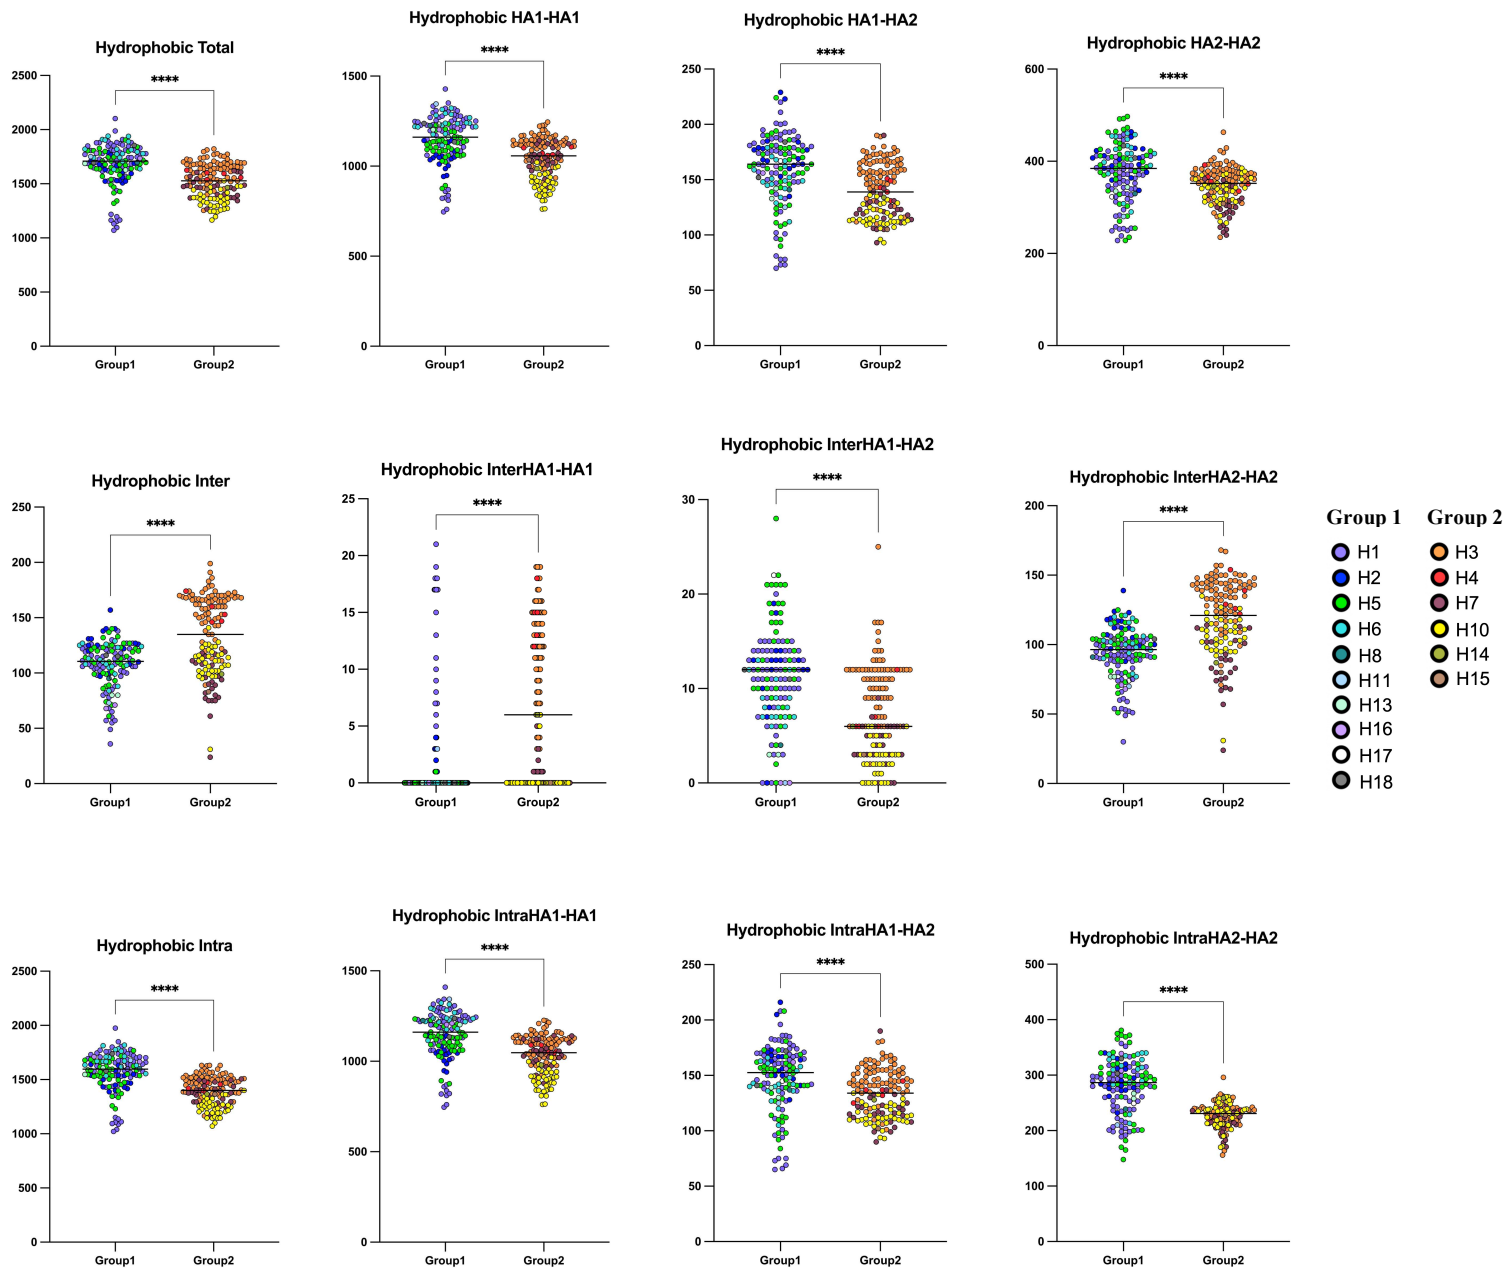 Hydrophobic Total
****
2500
2000
1500
1000
500
0
Group1
Group2
Hydrophobic HA1-HA1
****
1500
1000
500
0
Group1
Group2
Hydrophobic HA1-HA2
****
250
200
150
100
50
0
Group1
Group2
Hydrophobic HA2-HA2
****
600
400
200
0
Group1
Group2
Hydrophobic Inter
****
250
200
150
100
50
0
Group1
Group2
Hydrophobic InterHA1-HA1
****
25
20
15
10
5
0
Group1
Group2
Hydrophobic InterHA1-HA2
****
30
20
10
0
Group1
Group2
Hydrophobic InterHA2-HA2
****
200
150
100
50
0
Group1
Group2
Group 1
H1
H2
H5
H6
H8
H11
H13
H16
H17
H18
Group 2
H3
H4
H7
H10
H14
H15
Hydrophobic Intra
****
2500
2000
1500
1000
500
0
Group1
Group2
Hydrophobic IntraHA1-HA1
****
1500
1000
500
0
Group1
Group2
Hydrophobic IntraHA1-HA2
****
250
200
150
100
50
0
Group1
Group2
Hydrophobic IntraHA2-HA2
****
500
400
300
200
100
0
Group1
Group2